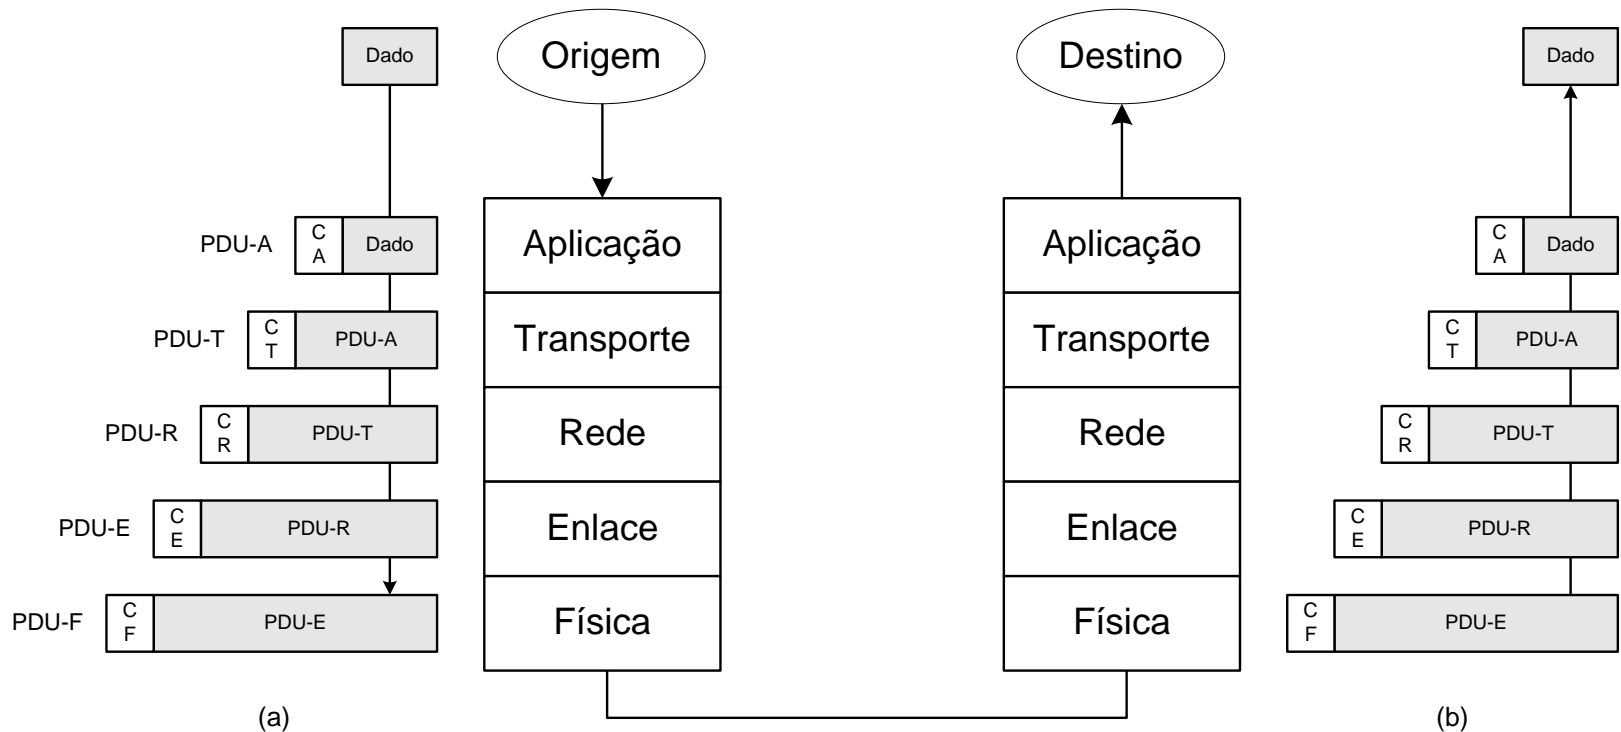 Dado
Origem
Destino
Dado
PDU-A
C
A
Dado
Aplicação
Aplicação
C
A
Dado
PDU-T
C
T
PDU-A
Transporte
Transporte
C
T
PDU-A
PDU-R
C
R
PDU-T
Rede
Rede
C
R
PDU-T
PDU-E
C
E
PDU-R
Enlace
Enlace
C
E
PDU-R
PDU-F
C
F
PDU-E
Física
Física
C
F
PDU-E
(a)
(b)